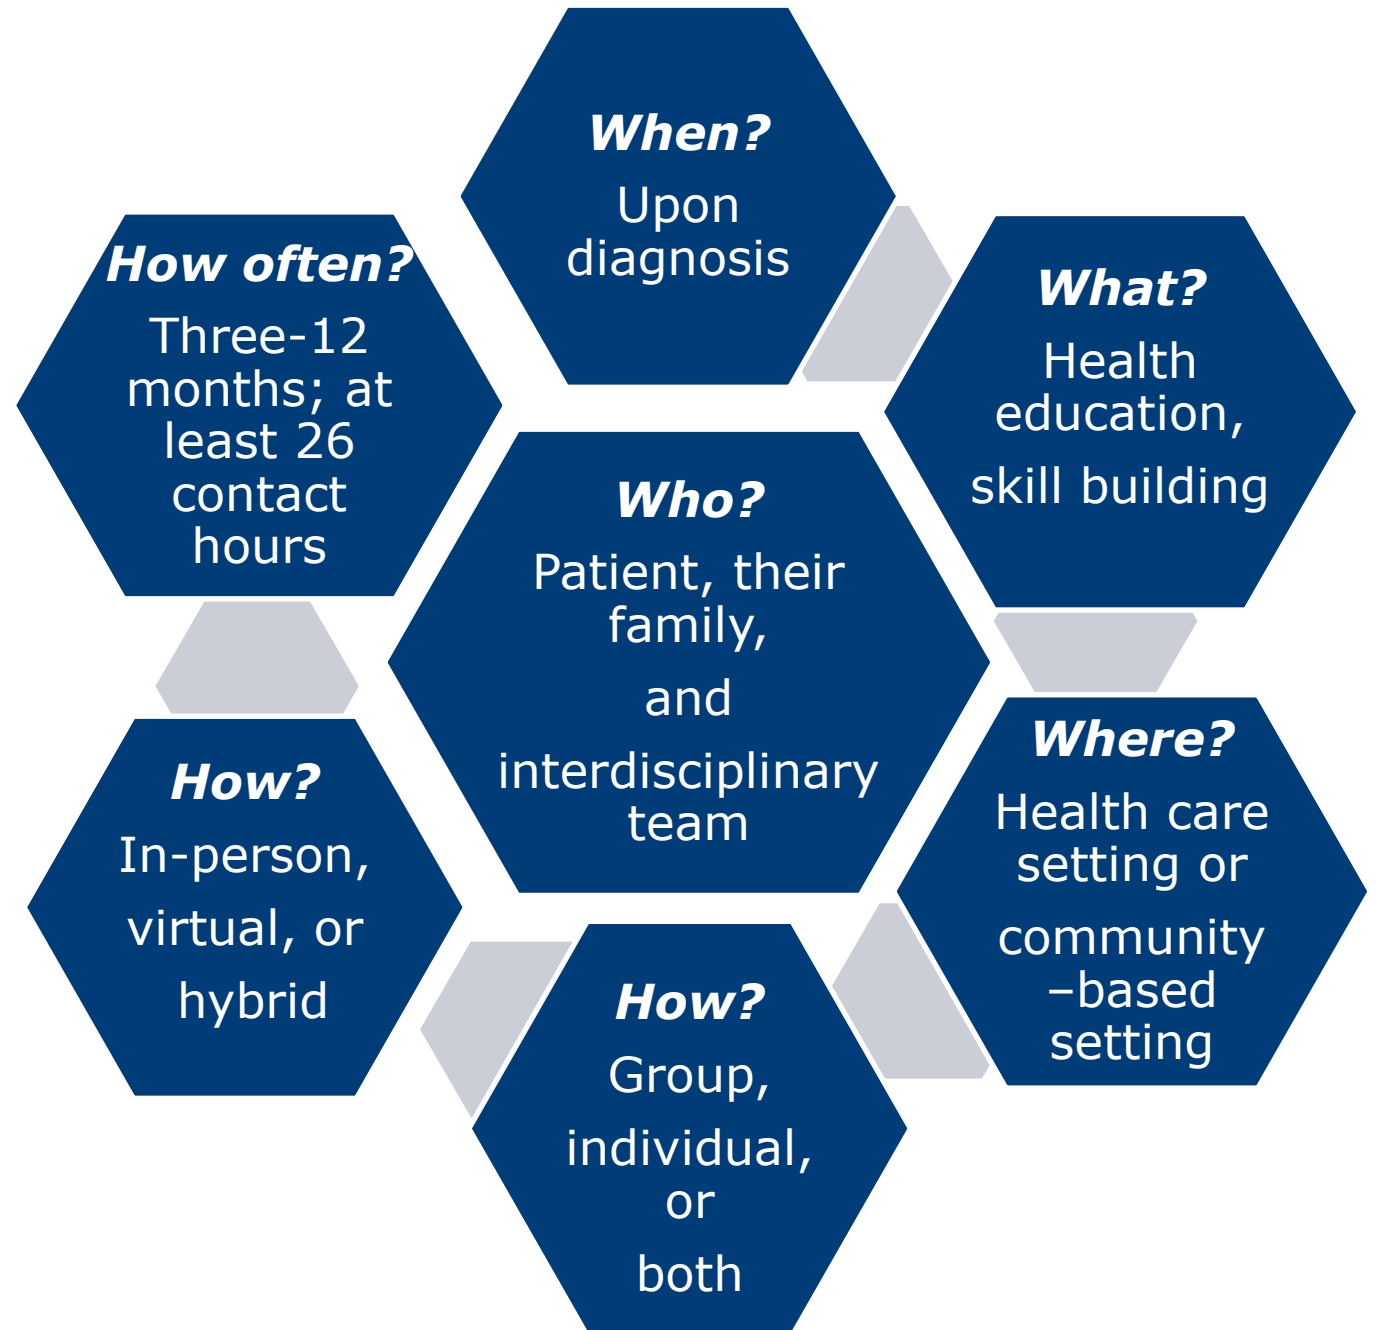 When?
Upon
diagnosis
What?
Health
education,
skill building
Where?
Health care
setting or
community
–based
setting
How?
Group,
individual,
or
both
How?
In-person,
virtual, or
hybrid
How often?
Three-12
months; at
least 26
contact
hours
Who?
Patient, their
family,
and
interdisciplinary
team